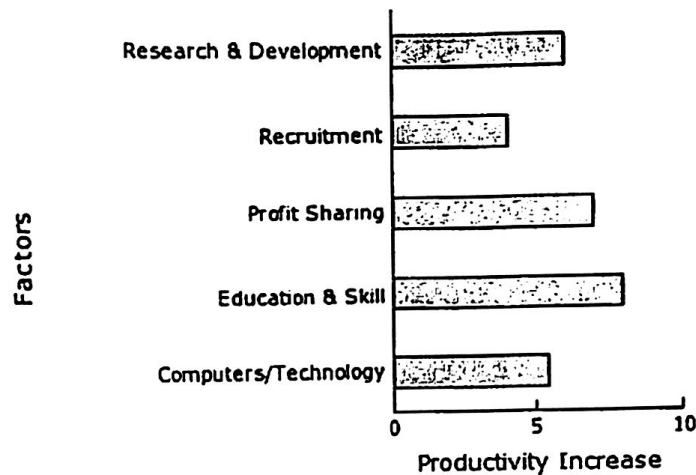 Research & Development
Recruitment
Profit Sharing
Factors
Education & Skill
Computers/Technology
0 5 10
Productivity Increase